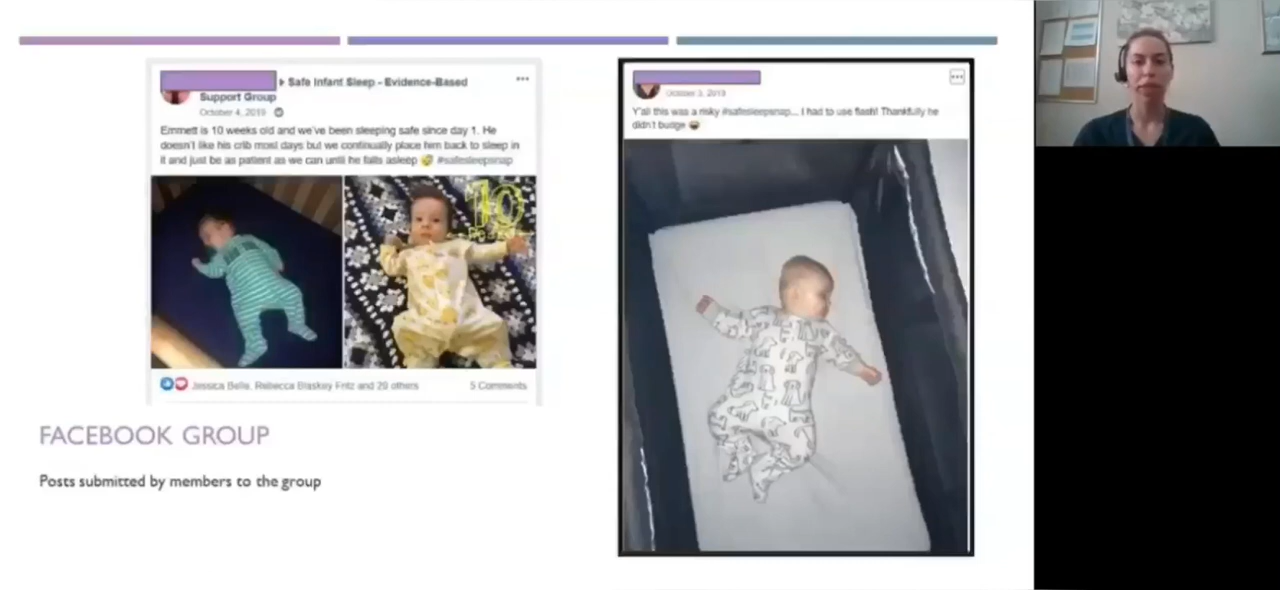 Safe Infant Sleep - Evidence-Based
Support Group
October 4, 2019
Emmett is 10 weeks old and we've been sleeping safe since day 1. He
doesn't like his crib most days but we continually place him back to sleep in
it and just be as patient as we can until he falls asleep 🤣 #safesleepsnap
10
Jessica Belle, Rebecca Blaskey Fritz and 20 others
5 Comments
October 3, 2019
Y'all this was a risky #safesleepsnap... I had to use flash! Thankfully he
didn't budge 😂
FACEBOOK GROUP
Posts submitted by members to the group